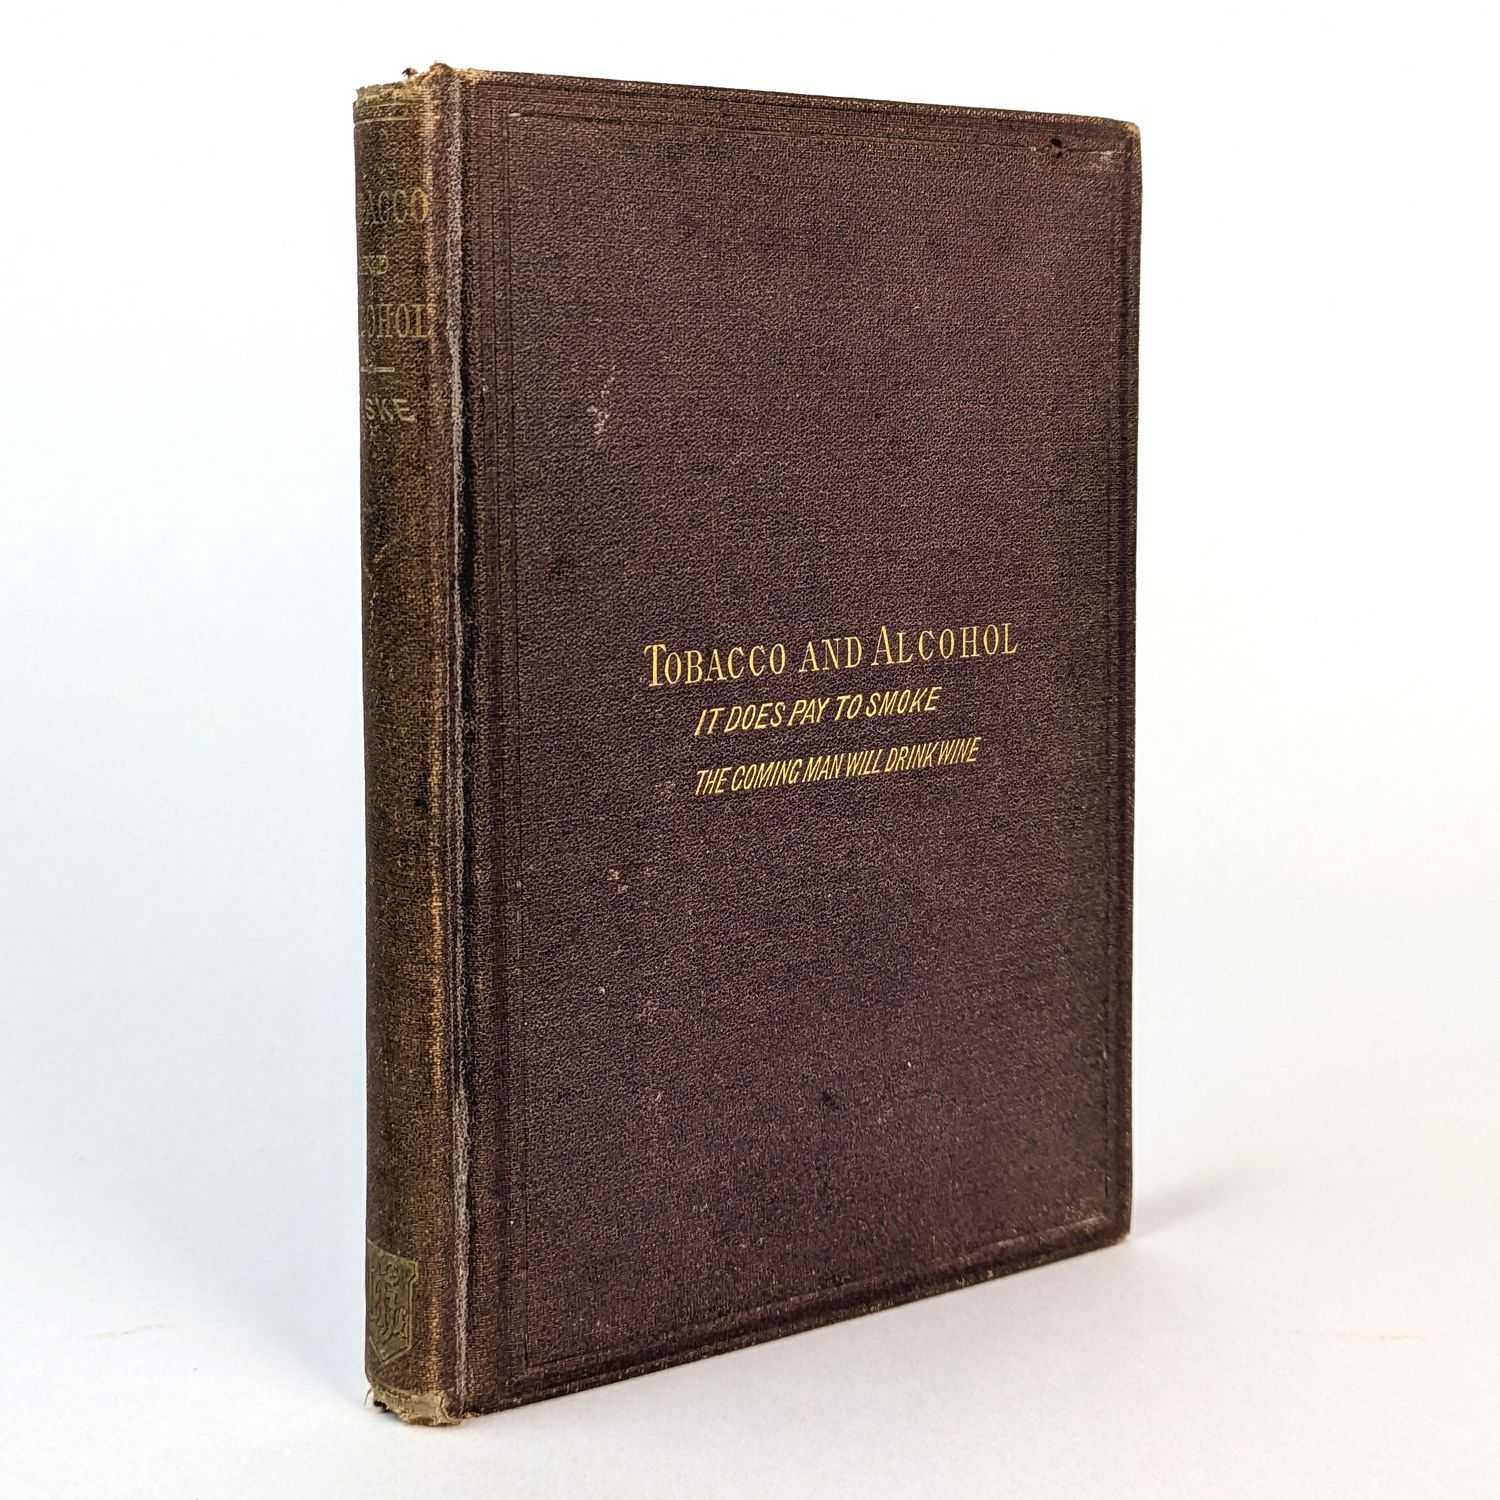 TOBACCO AND ALCOHOL
IT DOES PAY TO SMOKE
THE COMING MAN WILL DRINK WINE